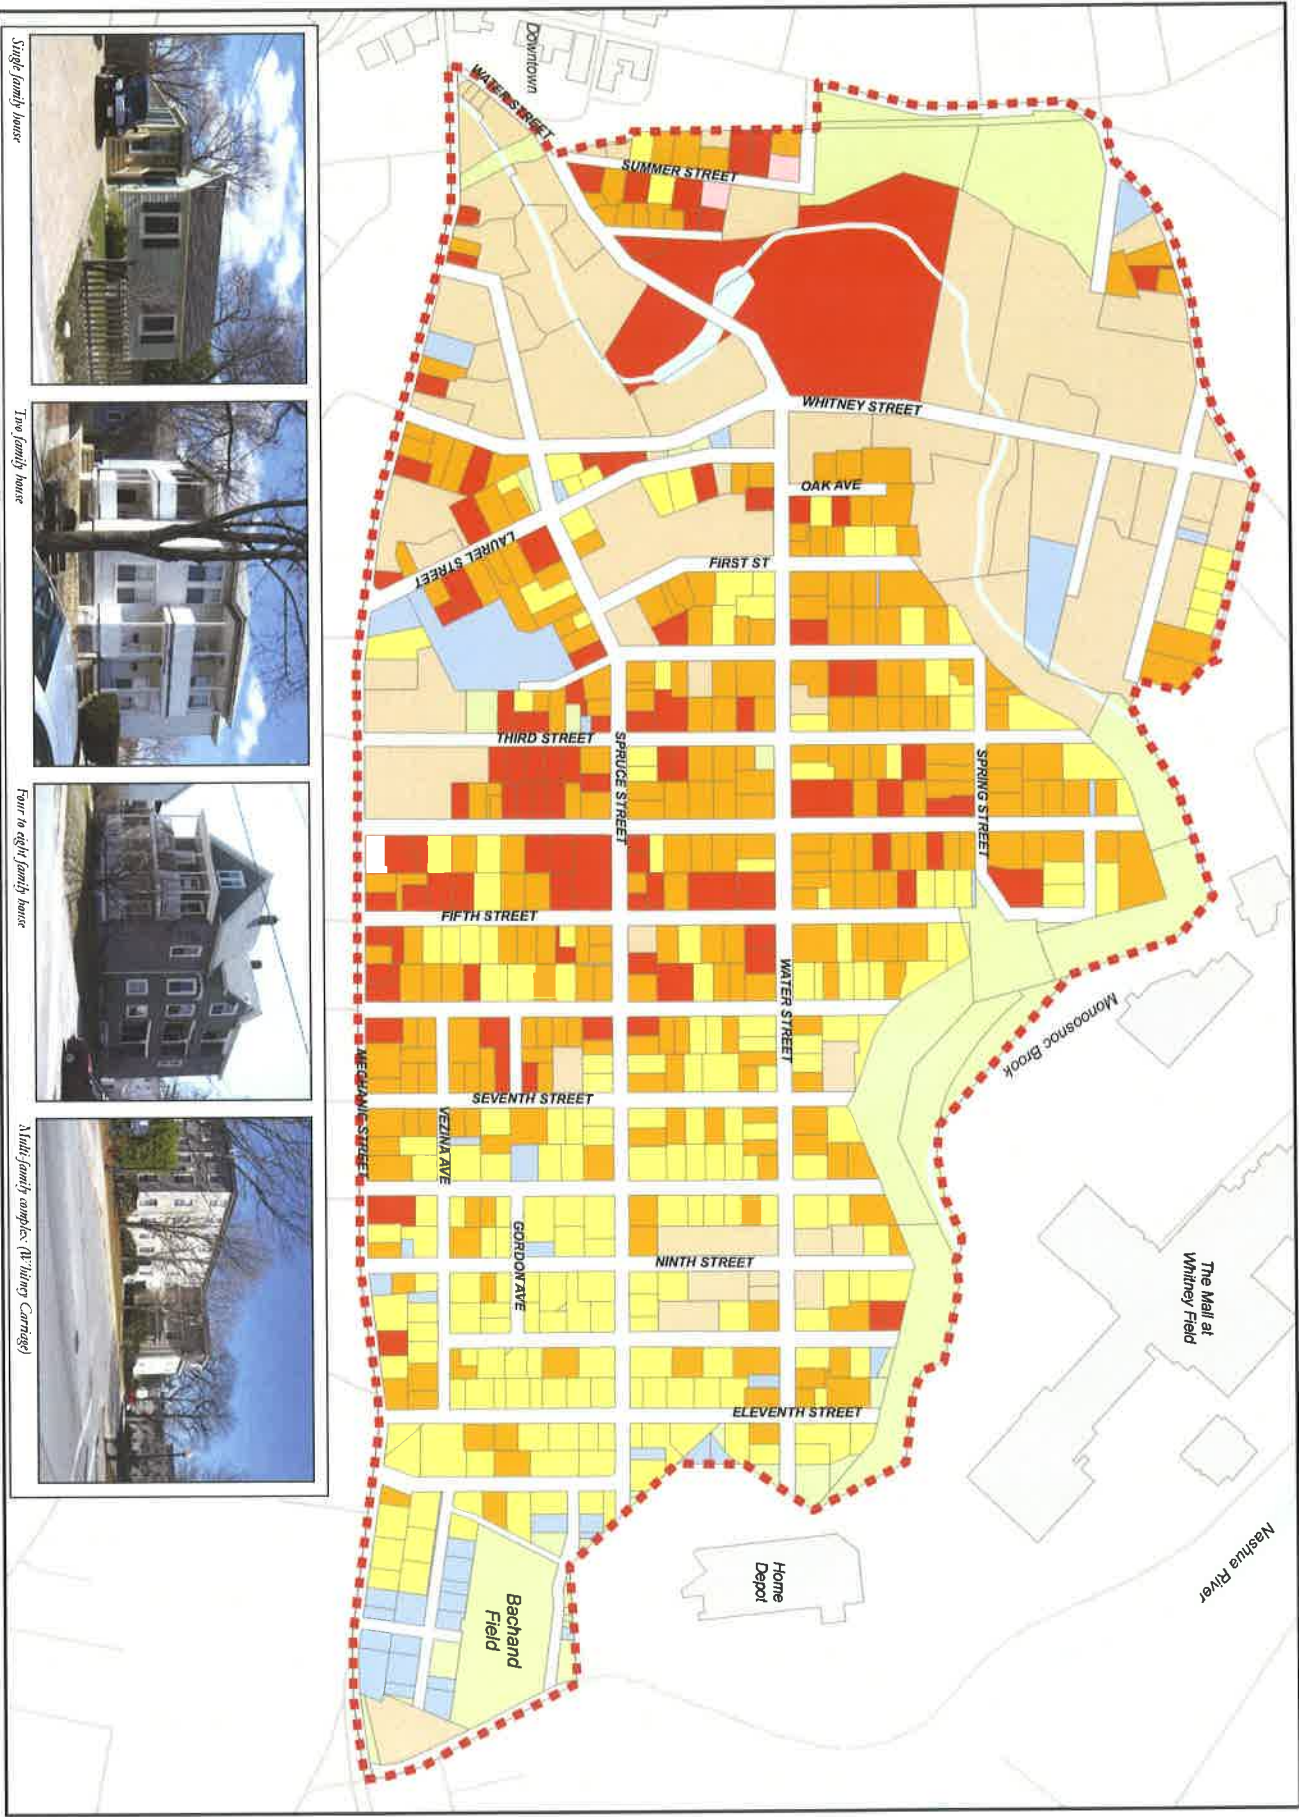 Downtown
WATER STREET
SUMMER STREET
WHITNEY STREET
OAK AVE
LAUREL STREET
FIRST ST
THIRD STREET
SPRUCE STREET
SPRING STREET
FIFTH STREET
WATER STREET
Monoosnoc Brook
MECHANIC STREET
SEVENTH STREET
VEZINA AVE
GORDON AVE
NINTH STREET
The Mall at
Whitney Field
ELEVENTH STREET
Nashua River
Home
Depot
Bachand
Field
Single family house
Two family house
Four to eight family house
Multi-family complex (Whitney Carriage)